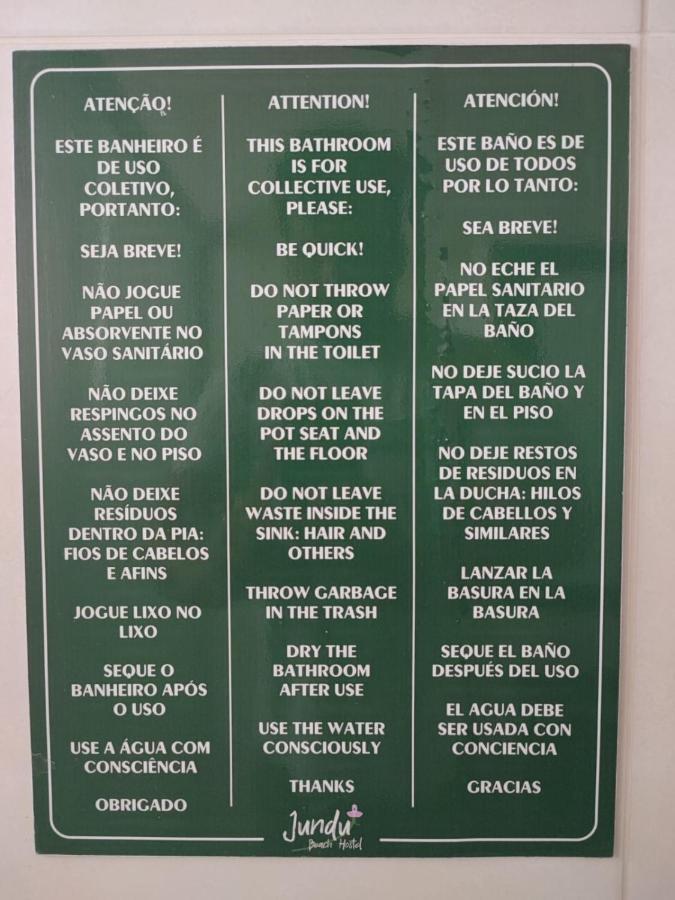 ATENÇÃO!
ESTE BANHEIRO É
DE USO
COLETIVO,
PORTANTO:
SEJA BREVE!
NÃO JOGUE
PAPEL OU
ABSORVENTE NO
VASO SANITÁRIO
NÃO DEIXE
RESPINGOS NO
ASSENTO DO
VASO E NO PISO
NÃO DEIXE
RESÍDUOS
DENTRO DA PIA:
FIOS DE CABELOS
E AFINS
JOGUE LIXO NO
LIXO
SEQUE O
BANHEIRO APÓS
O USO
USE A ÁGUA COM
CONSCIÊNCIA
OBRIGADO
ATTENTION!
THIS BATHROOM
IS FOR
COLLECTIVE USE,
PLEASE:
BE QUICK!
DO NOT THROW
PAPER OR
TAMPONS
IN THE TOILET
DO NOT LEAVE
DROPS ON THE
POT SEAT AND
THE FLOOR
DO NOT LEAVE
WASTE INSIDE THE
SINK: HAIR AND
OTHERS
THROW GARBAGE
IN THE TRASH
DRY THE
BATHROOM
AFTER USE
USE THE WATER
CONSCIOUSLY
THANKS
ATENCIÓN!
ESTE BAÑO ES DE
USO DE TODOS
POR LO TANTO:
SEA BREVE!
NO ECHE EL
PAPEL SANITARIO
EN LA TAZA DEL
BAÑO
NO DEJE SUCIO LA
TAPA DEL BAÑO Y
EN EL PISO
NO DEJE RESTOS
DE RESIDUOS EN
LA DUCHA: HILOS
DE CABELLOS Y
SIMILARES
LANZAR LA
BASURA EN LA
BASURA
SEQUE EL BAÑO
DESPUÉS DEL USO
EL AGUA DEBE
SER USADA CON
CONCIENCIA
GRACIAS
Jundu
Beach Hostel